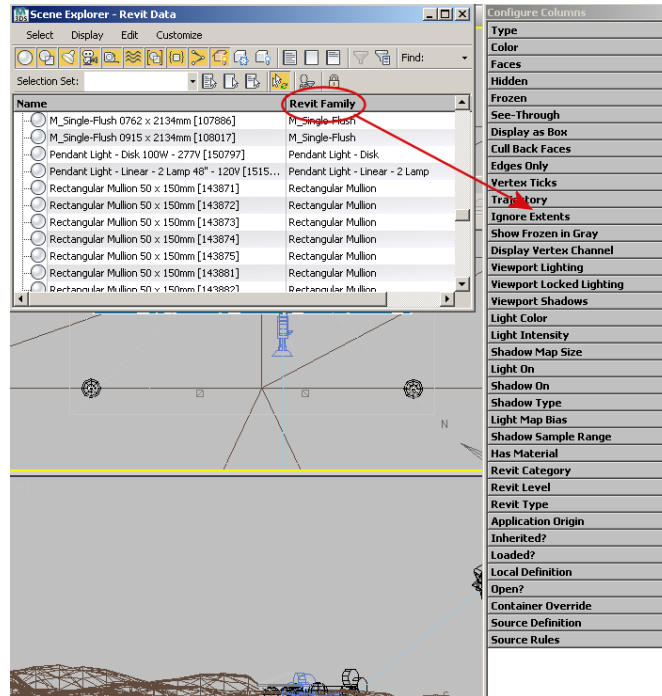 Scene Explorer - Revit Data
Select Display Edit Customize
Find:
Selection Set:
Name Revit Family
M_Single-Flush 0762 x 2134mm [107886] M_Single-Flush
M_Single-Flush 0915 x 2134mm [108017] M_Single-Flush
Pendant Light - Disk 100W - 277V [150797] Pendant Light - Disk
Pendant Light - Linear - 2 Lamp 48" - 120V [1515... Pendant Light - Linear - 2 Lamp
Rectangular Mullion 50 x 150mm [143871] Rectangular Mullion
Rectangular Mullion 50 x 150mm [143872] Rectangular Mullion
Rectangular Mullion 50 x 150mm [143873] Rectangular Mullion
Rectangular Mullion 50 x 150mm [143874] Rectangular Mullion
Rectangular Mullion 50 x 150mm [143875] Rectangular Mullion
Rectangular Mullion 50 x 150mm [143881] Rectangular Mullion
Rectangular Mullion 50 x 150mm [143882] Rectangular Mullion
N
Configure Columns
Type
Color
Faces
Hidden
Frozen
See-Through
Display as Box
Cull Back Faces
Edges Only
Vertex Ticks
Trajectory
Ignore Extents
Show Frozen in Gray
Display Vertex Channel
Viewport Lighting
Viewport Locked Lighting
Viewport Shadows
Light Color
Light Intensity
Shadow Map Size
Light On
Shadow On
Shadow Type
Light Map Bias
Shadow Sample Range
Has Material
Revit Category
Revit Level
Revit Type
Application Origin
Inherited?
Loaded?
Local Definition
Open?
Container Override
Source Definition
Source Rules